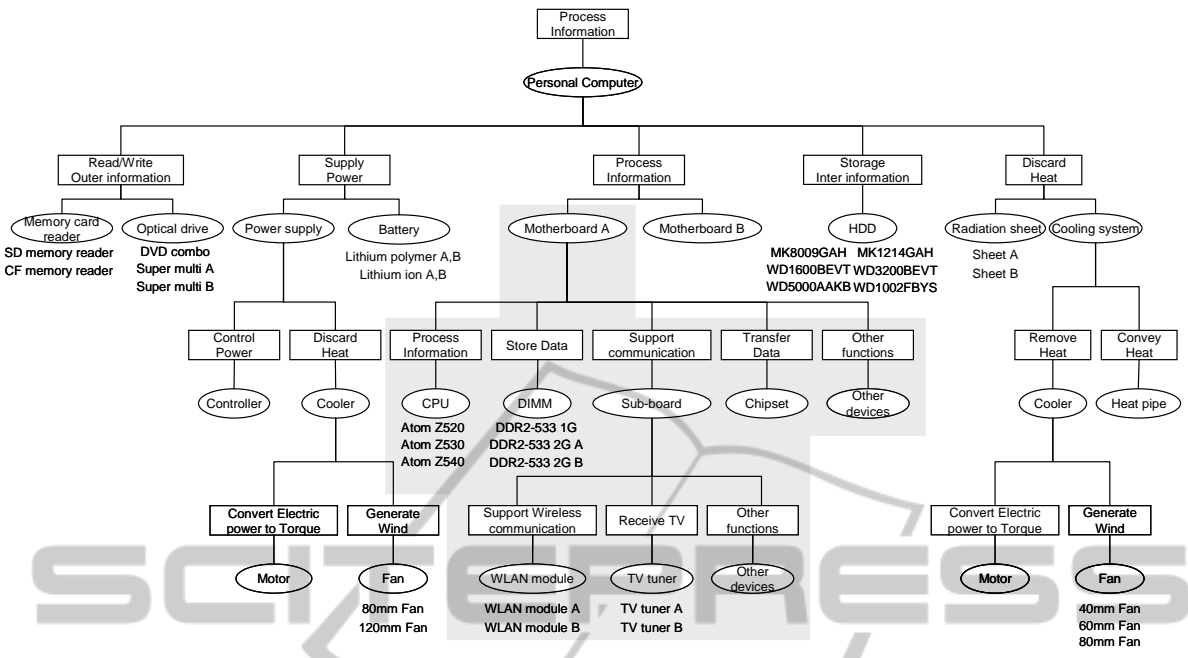 Process
Information
Personal Computer
Read/Write
Outer information
Supply
Power
Process
Information
Storage
Inter information
Discard
Heat
Memory card
reader
Optical drive
Power supply
Battery
Motherboard A
Motherboard B
HDD
Radiation sheet
Cooling system
SD memory reader
CF memory reader
DVD combo
Super multi A
Super multi B
Lithium polymer A,B
Lithium ion A,B
MK8009GAH MK1214GAH
WD1600BEVT WD3200BEVT
WD5000AAKB WD1002FBYS
Sheet A
Sheet B
Control
Power
Discard
Heat
Process
Information
Store Data
Support
communication
Transfer
Data
Other
functions
Remove
Heat
Convey
Heat
Controller
Cooler
CPU
DIMM
Sub-board
Chipset
Other
devices
Cooler
Heat pipe
Atom Z520
Atom Z530
Atom Z540
DDR2-533 1G
DDR2-533 2G A
DDR2-533 2G B
Convert Electric
power to Torque
Generate
Wind
Support Wireless
communication
Receive TV
Other
functions
Convert Electric
power to Torque
Generate
Wind
Motor
Fan
WLAN module
TV tuner
Other
devices
Motor
Fan
80mm Fan
120mm Fan
WLAN module A
WLAN module B
TV tuner A
TV tuner B
40mm Fan
60mm Fan
80mm Fan
SCITEPRESS